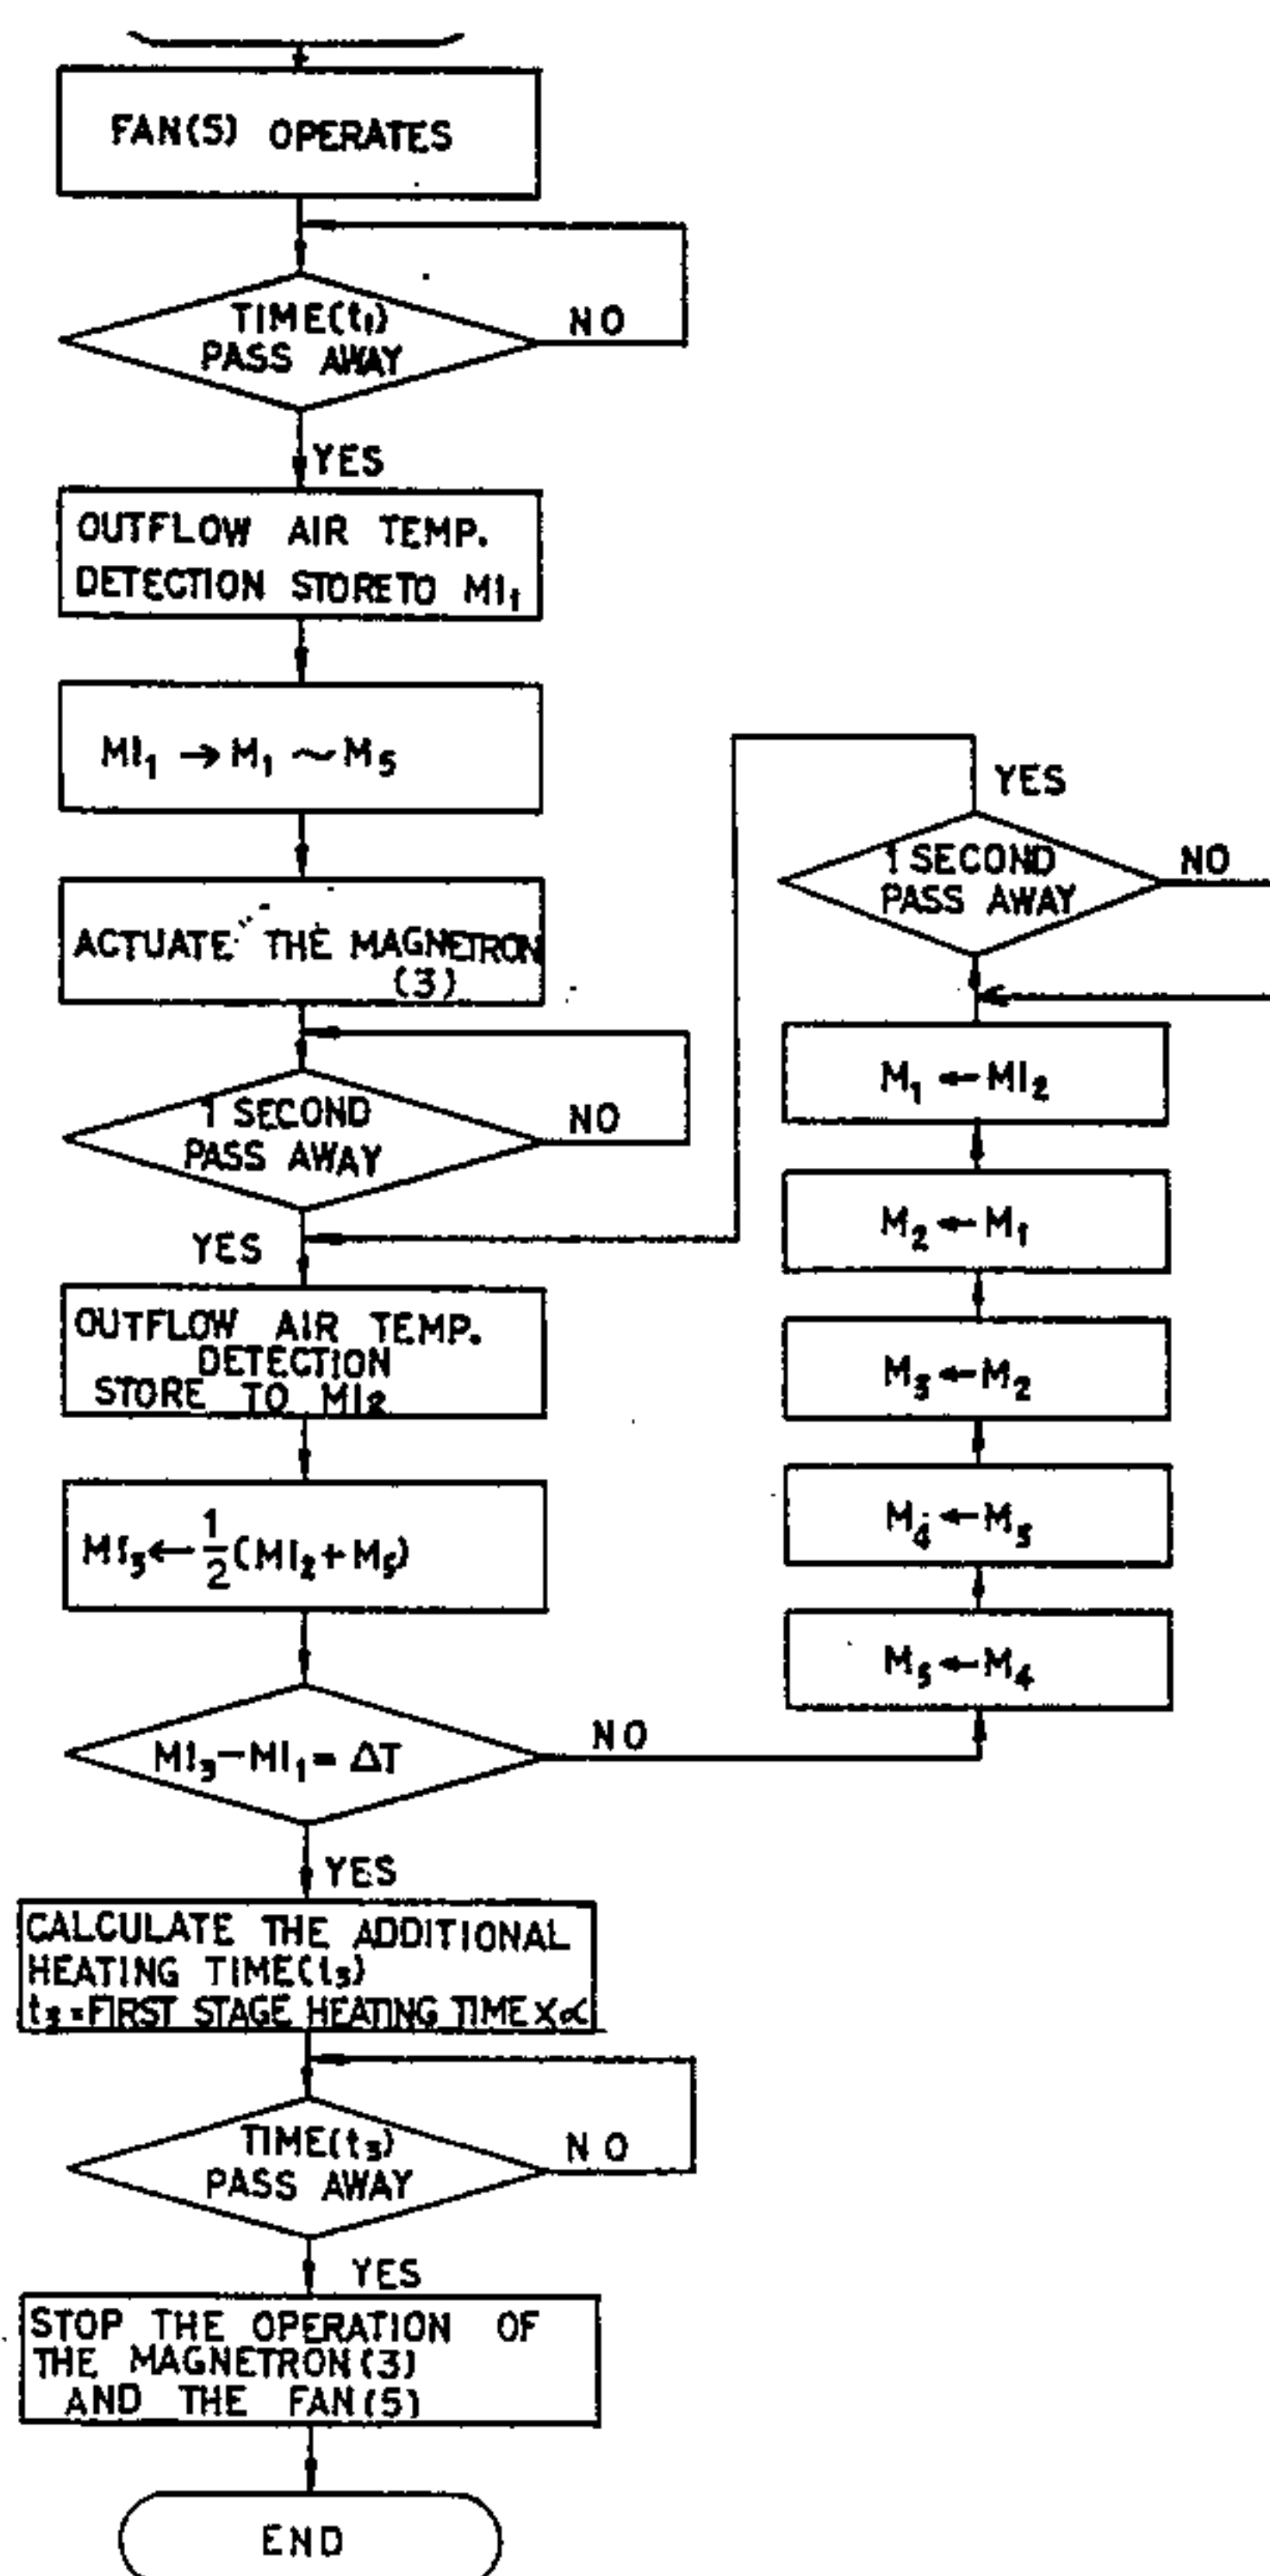 FAN(5) OPERATES
TIME(t₁)
PASS AWAY
NO
YES
OUTFLOW AIR TEMP.
DETECTION STORE TO MI₁
MI₁ → M₁ ~ M₅
ACTUATE THE MAGNETRON
(3)
1 SECOND
PASS AWAY
NO
YES
OUTFLOW AIR TEMP.
DETECTION
STORE TO MI₂
MI₃ ← 1/2 (MI₂ + M₅)
MI₃ – MI₁ = ΔT
NO
YES
CALCULATE THE ADDITIONAL
HEATING TIME(t₃)
t₃ = FIRST STAGE HEATING TIME X ∝
TIME(t₃)
PASS AWAY
NO
YES
STOP THE OPERATION OF
THE MAGNETRON(3)
AND THE FAN(5)
END
YES
1 SECOND
PASS AWAY
NO
M₁ ← MI₂
M₂ ← M₁
M₃ ← M₂
M₄ ← M₃
M₅ ← M₄